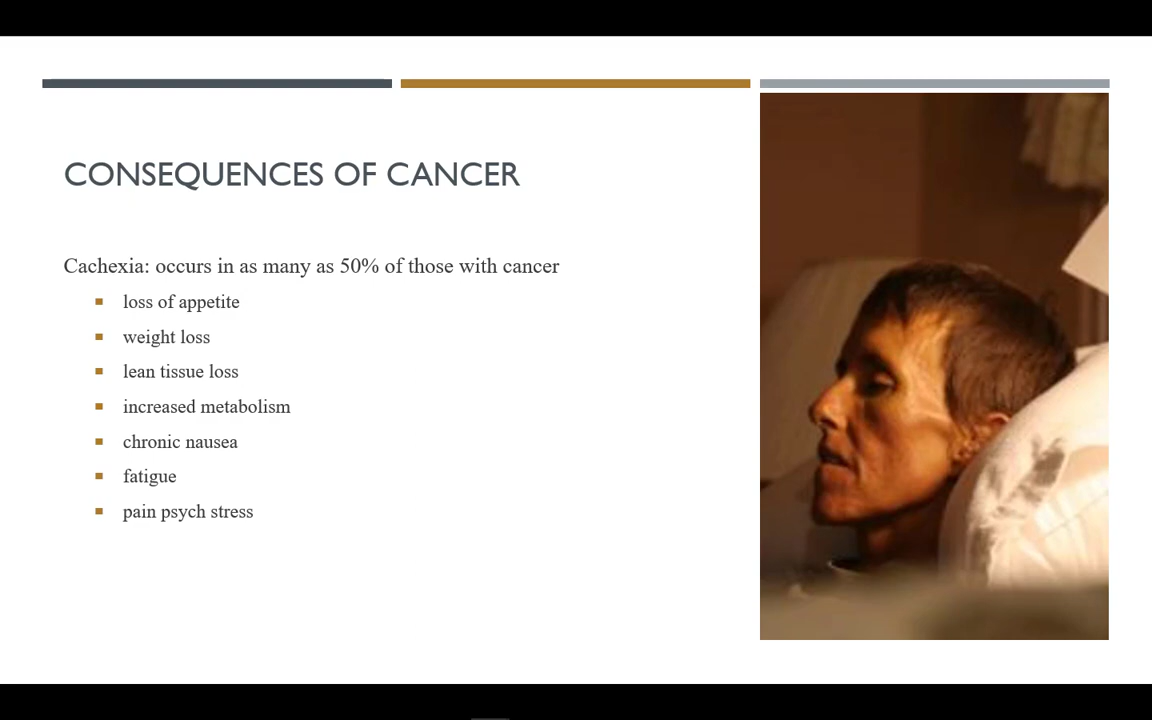 CONSEQUENCES OF CANCER
Cachexia: occurs in as many as 50% of those with cancer
loss of appetite
weight loss
lean tissue loss
increased metabolism
chronic nausea
fatigue
pain psych stress